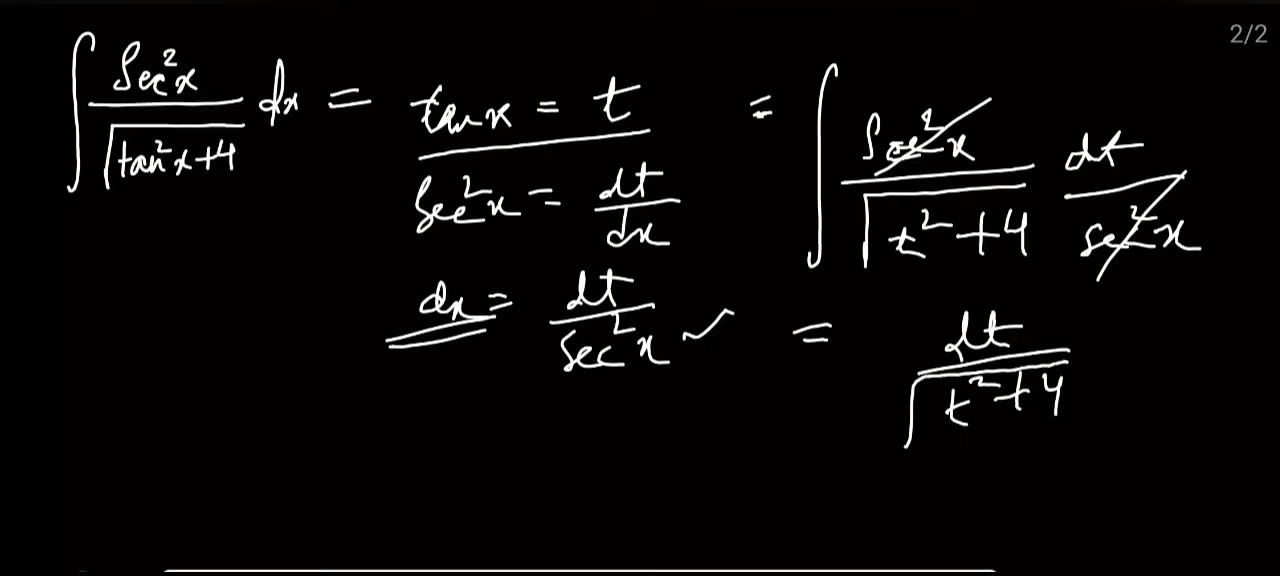 2/2
∫ Sec²x / √(tan²x+4) dx = tanx = t = ∫ Sec²x / √(t²+4) dt / sec²x
Sec²x = dt / dx
dx = dt / sec²x ✓ = dt / √(t²+4)